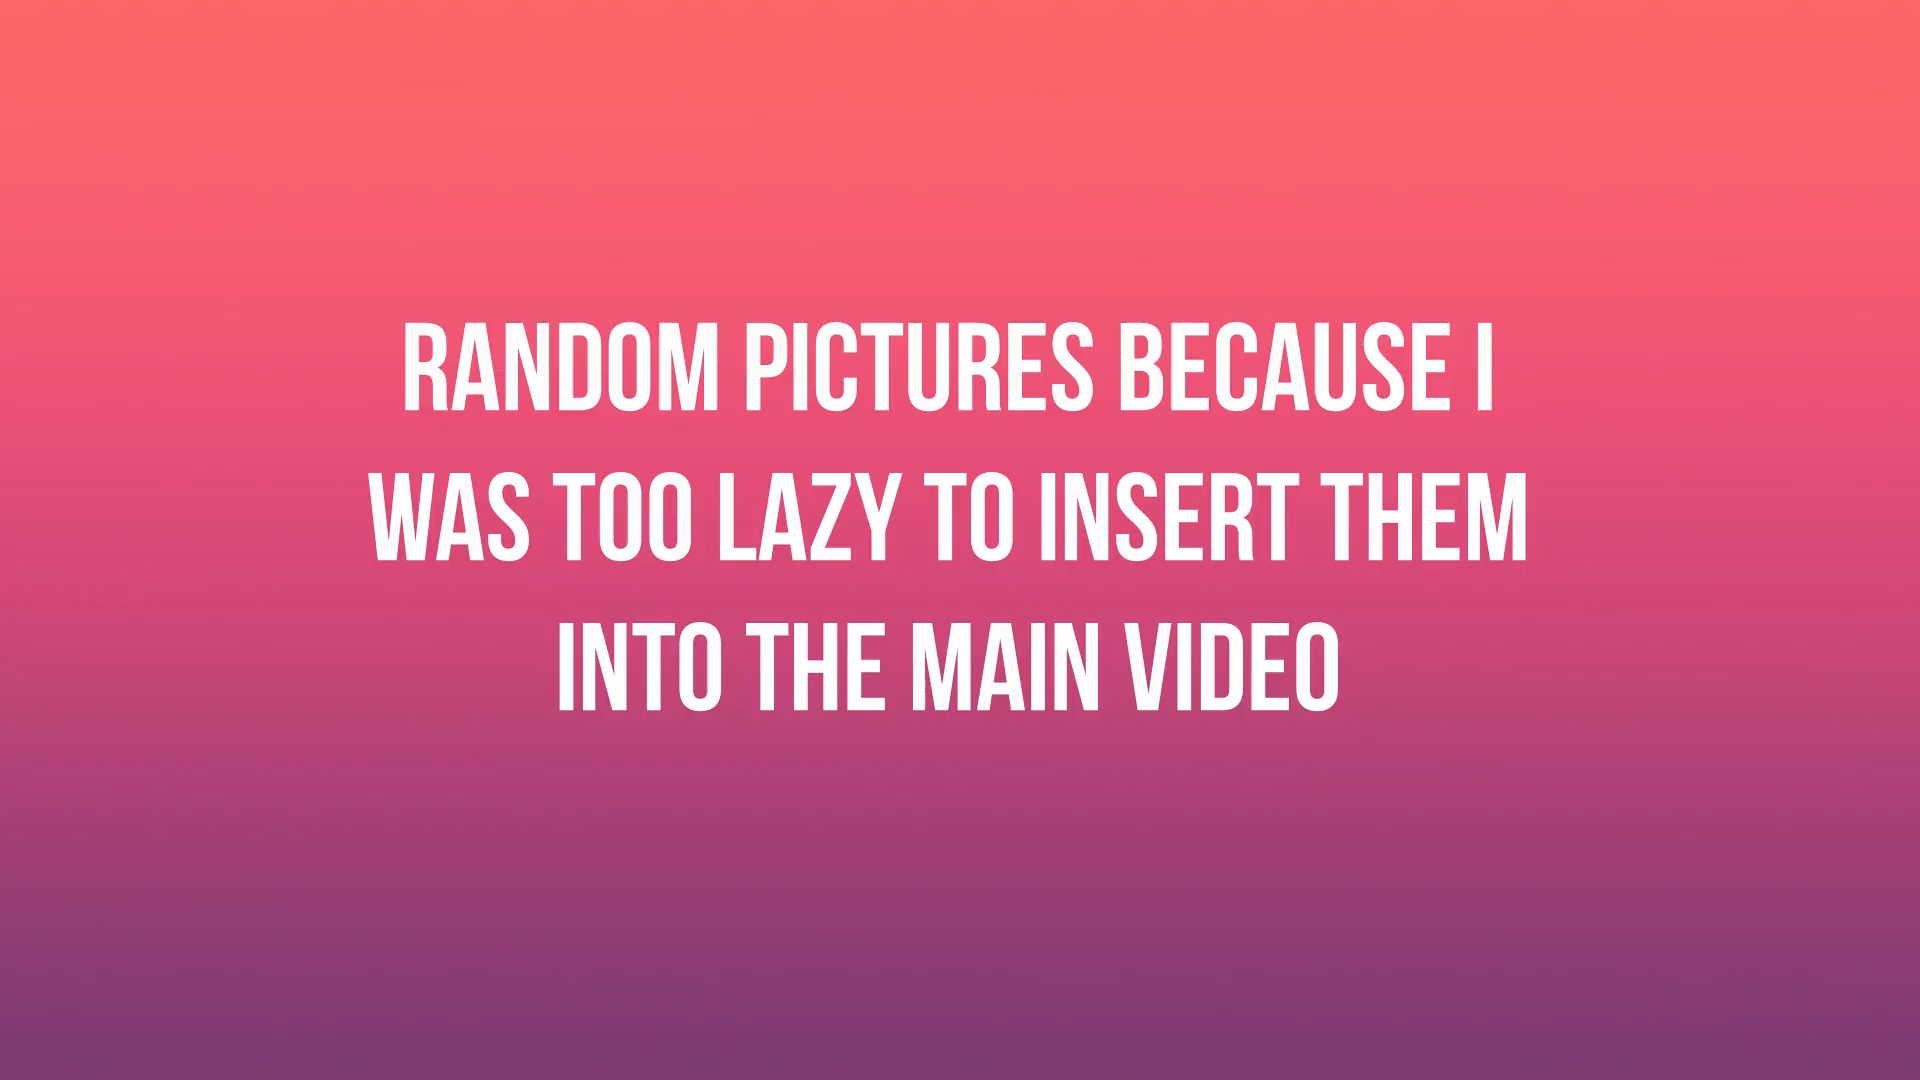 RANDOM PICTURES BECAUSE I
WAS TOO LAZY TO INSERT THEM
INTO THE MAIN VIDEO